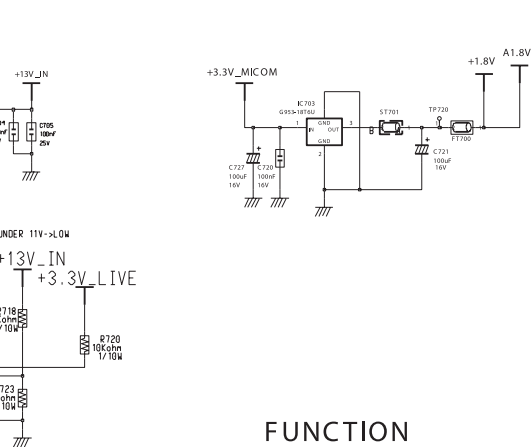 +13V_IN
C705
100nF
25V
+3.3V_MICOM
IC703
G953-18T6U
GND
1
IN
OUT
3
GND
2
C727
100uF
16V
C720
100nF
16V
ST701
TP720
FT700
C721
100uF
16V
+1.8V
A1.8V
UNDER 11V->LOW
+13V_IN
+3.3V_LIVE
R720
10Kohm
1/10W
FUNCTION